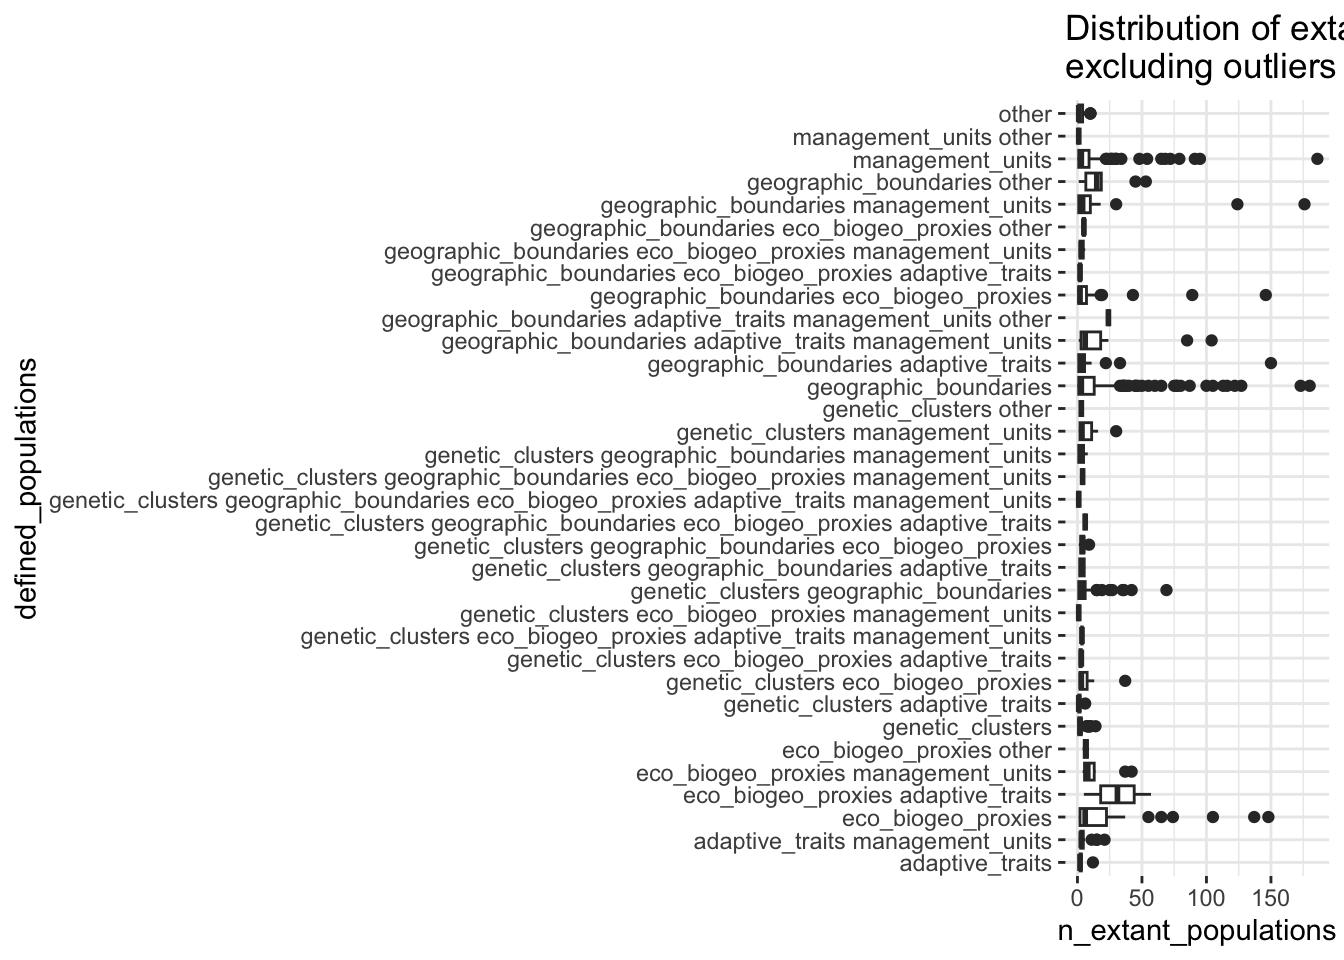 Distribution of exta
excluding outliers
defined_populations
other
management_units other
management_units
geographic_boundaries other
geographic_boundaries management_units
geographic_boundaries eco_biogeo_proxies other
geographic_boundaries eco_biogeo_proxies management_units
geographic_boundaries eco_biogeo_proxies adaptive_traits
geographic_boundaries eco_biogeo_proxies
geographic_boundaries adaptive_traits management_units other
geographic_boundaries adaptive_traits management_units
geographic_boundaries adaptive_traits
geographic_boundaries
genetic_clusters other
genetic_clusters management_units
genetic_clusters geographic_boundaries management_units
genetic_clusters geographic_boundaries eco_biogeo_proxies management_units
genetic_clusters geographic_boundaries eco_biogeo_proxies adaptive_traits management_units
genetic_clusters geographic_boundaries eco_biogeo_proxies adaptive_traits
genetic_clusters geographic_boundaries eco_biogeo_proxies
genetic_clusters geographic_boundaries adaptive_traits
genetic_clusters geographic_boundaries
genetic_clusters eco_biogeo_proxies management_units
genetic_clusters eco_biogeo_proxies adaptive_traits management_units
genetic_clusters eco_biogeo_proxies adaptive_traits
genetic_clusters eco_biogeo_proxies
genetic_clusters adaptive_traits
genetic_clusters
eco_biogeo_proxies other
eco_biogeo_proxies management_units
eco_biogeo_proxies adaptive_traits
eco_biogeo_proxies
adaptive_traits management_units
adaptive_traits
0 50 100 150
n_extant_populations